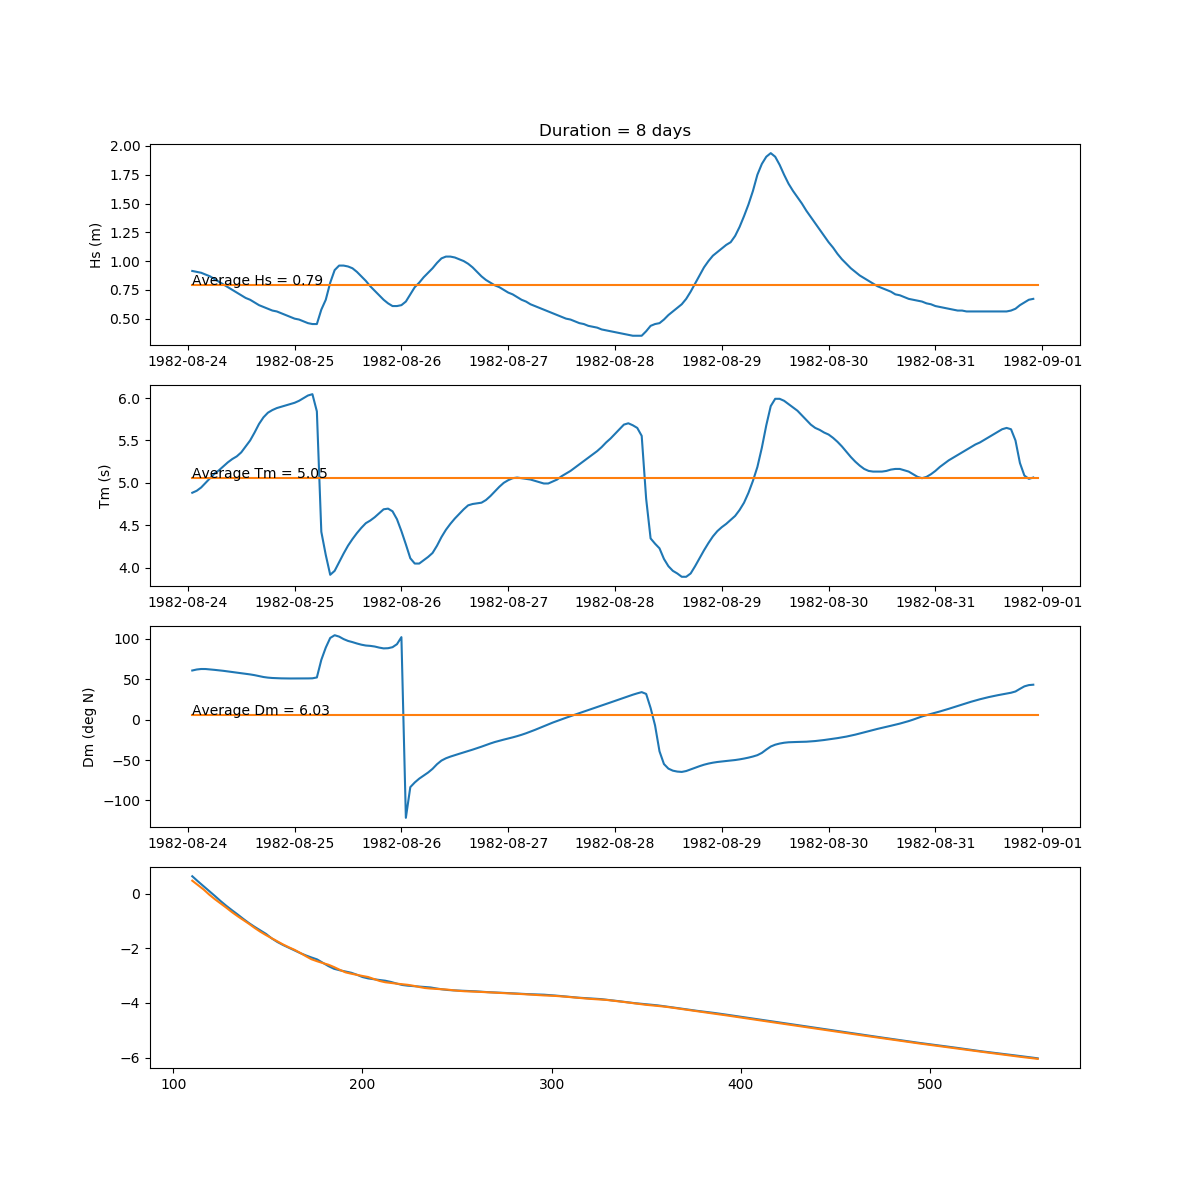 Duration = 8 days
2.00
1.75
1.50
1.25
1.00
0.75
0.50
Hs (m)
Average Hs = 0.79
1982-08-24 1982-08-25 1982-08-26 1982-08-27 1982-08-28 1982-08-29 1982-08-30 1982-08-31 1982-09-01
6.0
5.5
5.0
4.5
4.0
Tm (s)
Average Tm = 5.05
1982-08-24 1982-08-25 1982-08-26 1982-08-27 1982-08-28 1982-08-29 1982-08-30 1982-08-31 1982-09-01
100
50
0
−50
−100
Dm (deg N)
Average Dm = 6.03
1982-08-24 1982-08-25 1982-08-26 1982-08-27 1982-08-28 1982-08-29 1982-08-30 1982-08-31 1982-09-01
0
−2
−4
−6
100 200 300 400 500